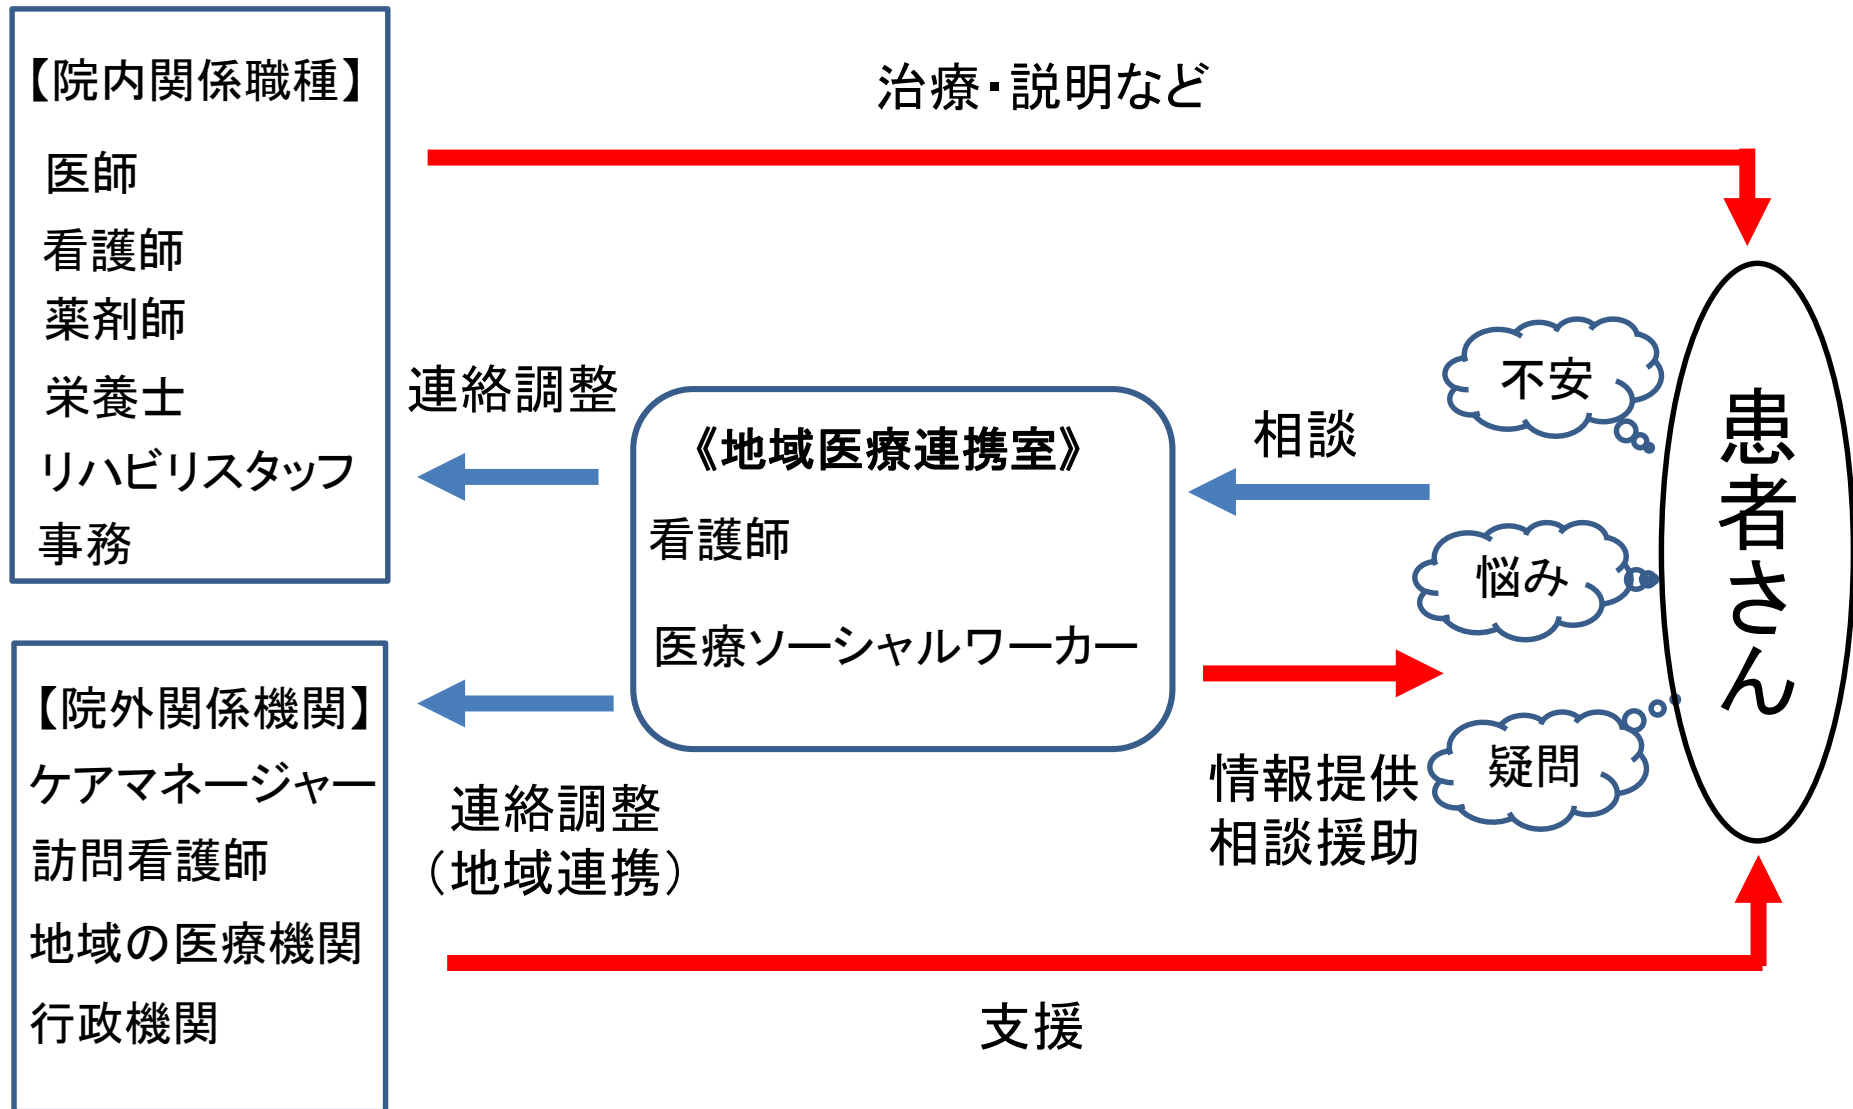 【院内関係職種】
医師
看護師
薬剤師
栄養士
リハビリスタッフ
事務
【院外関係機関】
ケアマネージャー
訪問看護師
地域の医療機関
行政機関
治療・説明など
連絡調整
連絡調整
（地域連携）
《地域医療連携室》
看護師
医療ソーシャルワーカー
相談
情報提供
相談援助
不安
悩み
疑問
患者さん
支援